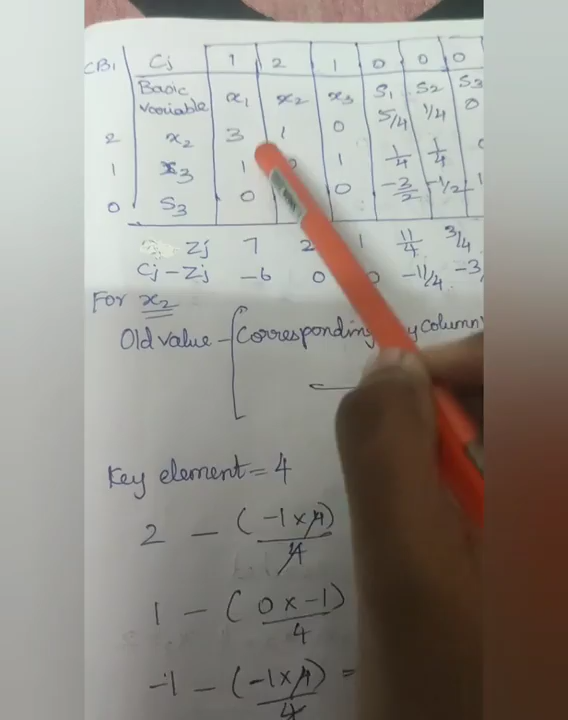 CBi Cj 1 2 1 0 0 0
Basic variable x₁ x₂ x₃ S₁ S₂ S₃
2 x₂ 3 1 0 5/4 1/4 0
1 x₃ 1 0 1 1/4 1/4
0 S₃ 0 0 -3/2 -1/2
Zj 7 2 1 11/4 3/4
Cj-Zj -6 0 0 -11/4 -3/
For x₂
Old value - [Corresponding column
Key element = 4
2 - (-1×4)/4
1 - (0×-1)/4
-1 - (-1×4)/4 =